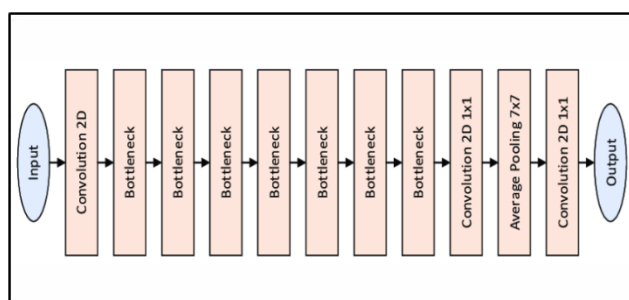 Input
Convolution 2D
Bottleneck
Bottleneck
Bottleneck
Bottleneck
Bottleneck
Bottleneck
Bottleneck
Convolution 2D 1x1
Average Pooling 7x7
Convolution 2D 1x1
Output